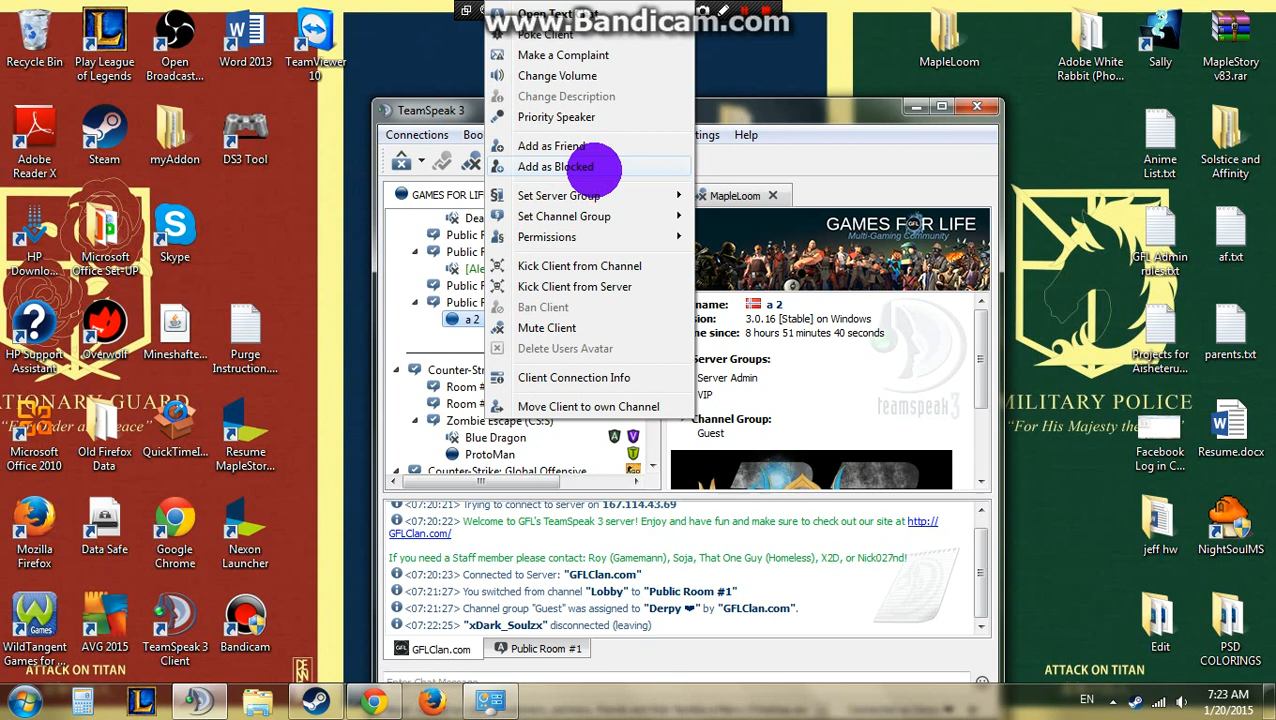 www.Bandicam.com
Recycle Bin
Play League of Legends
Open Broadcast...
Word 2013
TeamViewer 10
Adobe Reader X
Steam
myAddon
DS3 Tool
HP Downlo...
Microsoft Office Set-UP
Skype
HP Support Assistant
Overwolf
Mineshafte...
Purge Instruction....
Microsoft Office 2010
Old Firefox Data
QuickTimeI...
Resume MapleStor...
Mozilla Firefox
Data Safe
Google Chrome
Nexon Launcher
WildTangent Games for ...
AVG 2015
TeamSpeak 3 Client
Bandicam
ATTACK ON TITAN
Poke Client
Make a Complaint
Change Volume
Change Description
Priority Speaker
Add as Friend
Add as Blocked
Set Server Group
Set Channel Group
Permissions
Kick Client from Channel
Kick Client from Server
Ban Client
Mute Client
Delete Users Avatar
Client Connection Info
Move Client to own Channel
TeamSpeak 3
Connections
Help
GAMES FOR LIFE
MapleLoom
Public R
Public R
Public R
a 2
Room #
Room #
Zombie Escape (CS:S)
Blue Dragon
ProtoMan
Counter-Strike: Global Offensive
GAMES FOR LIFE
Multi-Gaming Community
a 2
3.0.16 [Stable] on Windows
8 hours 51 minutes 40 seconds
Server Groups:
Server Admin
VIP
Channel Group:
Guest
teamspeak3
<07:20:21> Trying to connect to server on 167.114.43.69
<07:20:22> Welcome to GFL's TeamSpeak 3 server! Enjoy and have fun and make sure to check out our site at http://
GFLClan.com/
If you need a Staff member please contact: Roy (Gamemann), Soja, That One Guy (Homeless), X2D, or Nick027nd!
<07:20:23> Connected to Server: "GFLClan.com"
<07:21:27> You switched from channel "Lobby" to "Public Room #1"
<07:21:27> Channel group "Guest" was assigned to "Derpy ❤" by "GFLClan.com".
<07:22:25> "xDark_Soulzx" disconnected (leaving)
GFLClan.com
Public Room #1
Enter Chat Message...
MapleLoom
Adobe White Rabbit (Pho...
Sally
MapleStory v83.rar
Anime List.txt
Solstice and Affinity
GFL Admin rules.txt
af.txt
Projects for Aisheteru...
parents.txt
MILITARY POLICE
"For His Majesty the
Facebook Log in C...
Resume.docx
jeff hw
NightSoulMS
Edit
PSD COLORINGS
ATTACK ON TITAN
EN
7:23 AM
1/20/2015